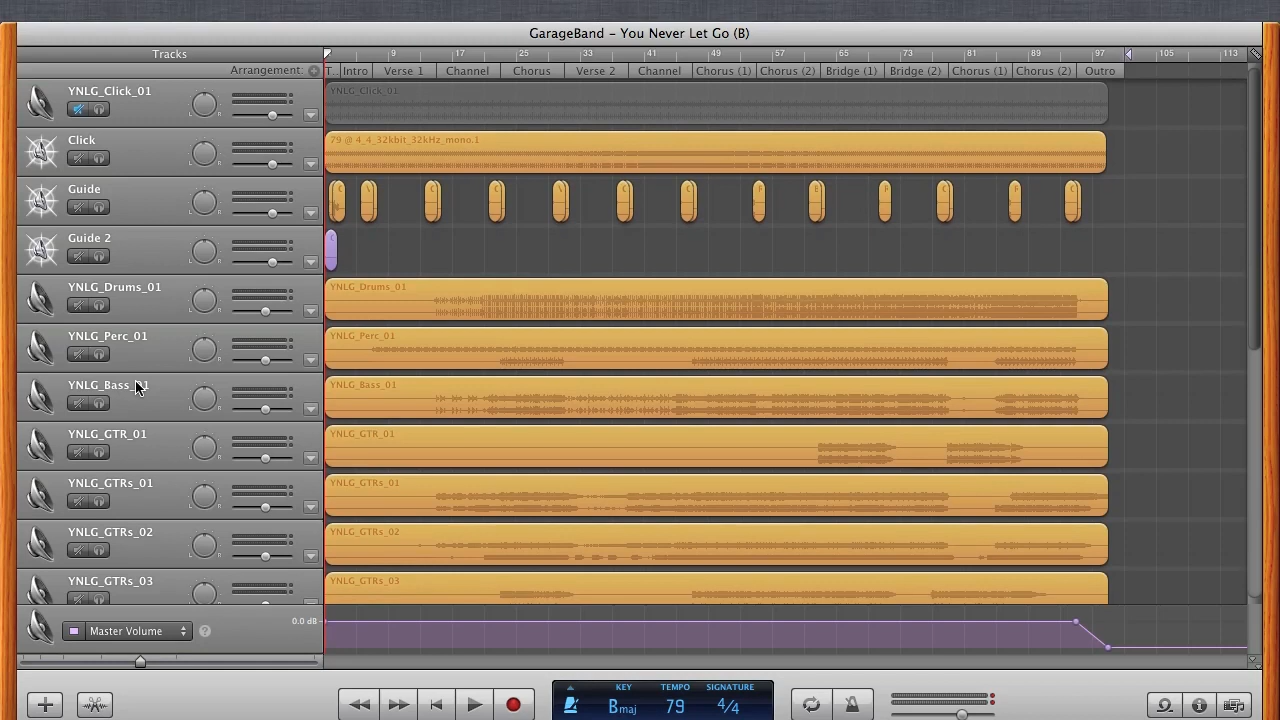 GarageBand – You Never Let Go (B)
Tracks
9 17 25 33 41 49 57 65 73 81 89 97 105 113
Arrangement:
T... Intro Verse 1 Channel Chorus Verse 2 Channel Chorus (1) Chorus (2) Bridge (1) Bridge (2) Chorus (1) Chorus (2) Outro
YNLG_Click_01
YNLG_Click_01
L R
Click
79 @ 4_4_32kbit_32kHz_mono.1
L R
Guide
L R
Guide 2
L R
YNLG_Drums_01
YNLG_Drums_01
L R
YNLG_Perc_01
YNLG_Perc_01
L R
YNLG_Bass_01
YNLG_Bass_01
L R
YNLG_GTR_01
YNLG_GTR_01
L R
YNLG_GTRs_01
YNLG_GTRs_01
L R
YNLG_GTRs_02
YNLG_GTRs_02
L R
YNLG_GTRs_03
YNLG_GTRs_03
Master Volume ?
0.0 dB
KEY TEMPO SIGNATURE
Bmaj 79 4/4